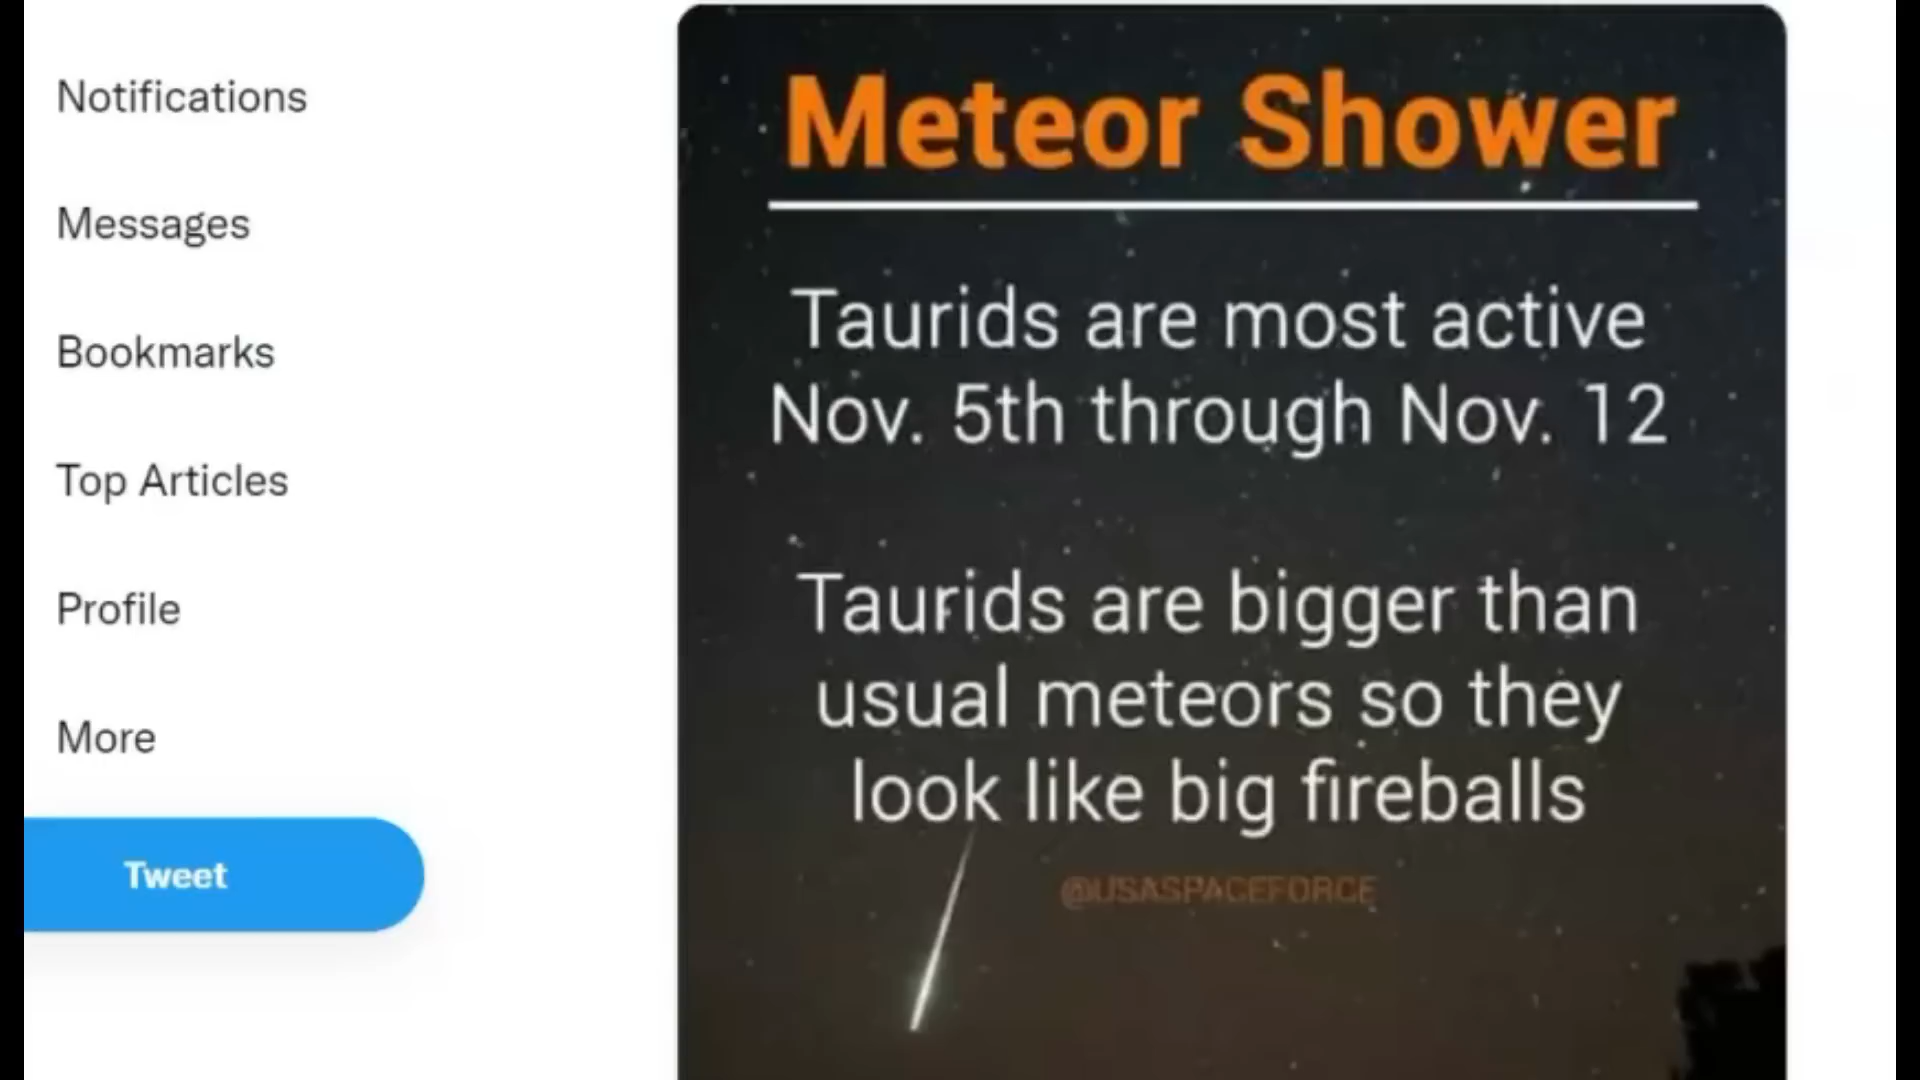 Notifications
Messages
Bookmarks
Top Articles
Profile
More
Tweet
Meteor Shower
Taurids are most active
Nov. 5th through Nov. 12
Taurids are bigger than
usual meteors so they
look like big fireballs
@USASPACEFORCE